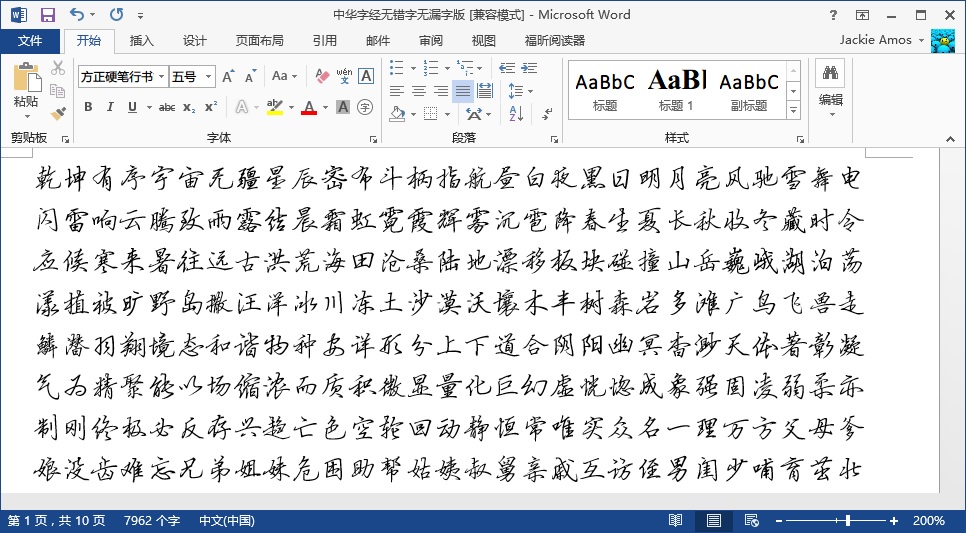 中华字经无错字无漏字版 [兼容模式] - Microsoft Word
文件 开始 插入 设计 页面布局 引用 邮件 审阅 视图 福昕阅读器 Jackie Amos
方正硬笔行书 五号 A A Aa wén A
粘贴 B I U abc x₂ x² A ab A A 字
AaBbC AaBl AaBbC
标题 标题 1 副标题
编辑
剪贴板 字体 段落 样式
乾坤有序宇宙无疆星辰密布斗柄指航昼白夜黑日明月亮风驰雪舞电
闪雷响云腾致雨露结晨霜虹霓霞辉雾沉雹降春生夏长秋收冬藏时令
应候寒来暑往远古洪荒海田沧桑陆地漂移板块碰撞山岳巍峨湖泊荡
漾植被旷野岛撒汪洋冰川冻土沙漠沃壤木丰树森岩多滩广鸟飞兽走
鳞潜羽翔境态和谐物种安详形分上下道合阴阳幽冥杳渺天依著彰凝
气为精聚能以场缩浓而质积微显量化巨幻虚恍惚成象强固凌弱柔亦
制刚终极必反存兴趋亡色空轮回动静恒常唯实众名一理万方父母爹
娘没齿难忘兄弟姐妹危困助帮姑姨叔舅亲戚互访侄男闺少哺育茁壮
第 1 页 , 共 10 页 7962 个字 中文(中国) 200%